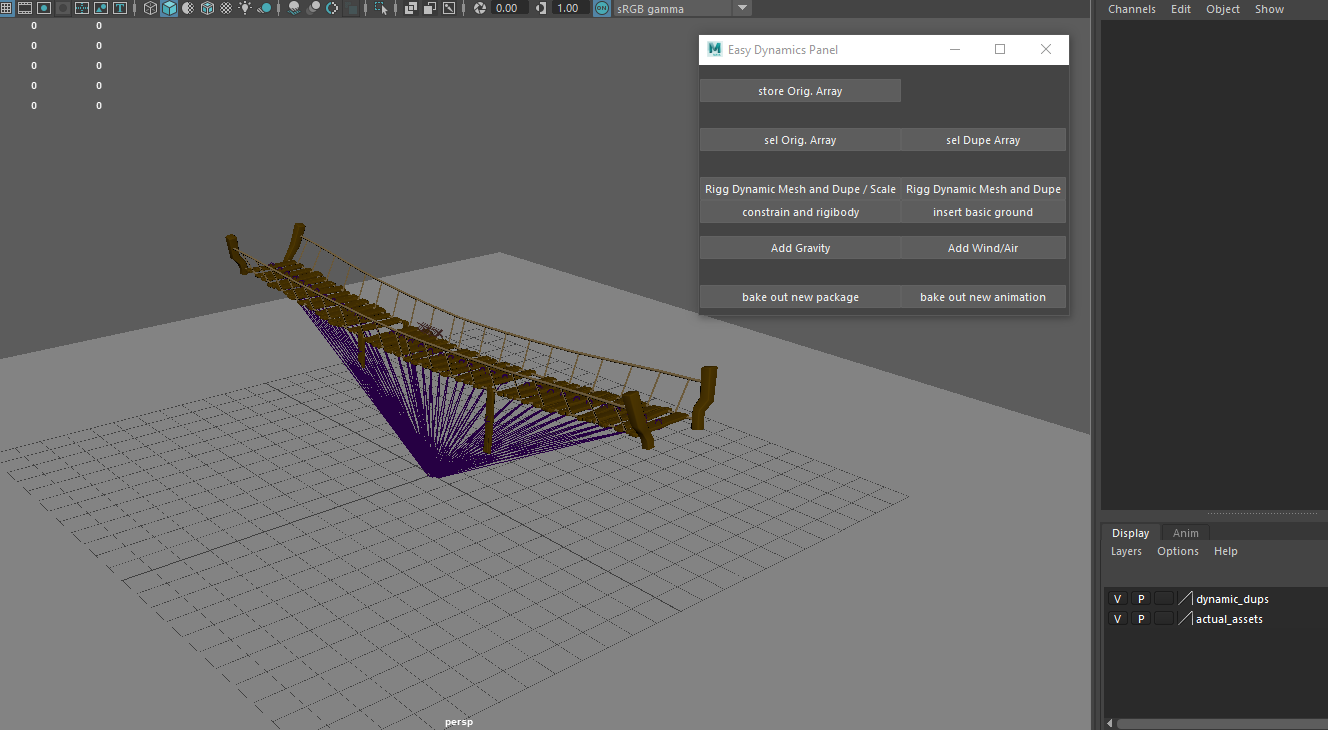 0.00
1.00
ON
sRGB gamma
Channels Edit Object Show
0 0
0 0
0 0
0 0
0 0
M Easy Dynamics Panel
store Orig. Array
sel Orig. Array
sel Dupe Array
Rigg Dynamic Mesh and Dupe / Scale
Rigg Dynamic Mesh and Dupe
constrain and rigibody
insert basic ground
Add Gravity
Add Wind/Air
bake out new package
bake out new animation
Display Anim
Layers Options Help
V P dynamic_dups
V P actual_assets
persp